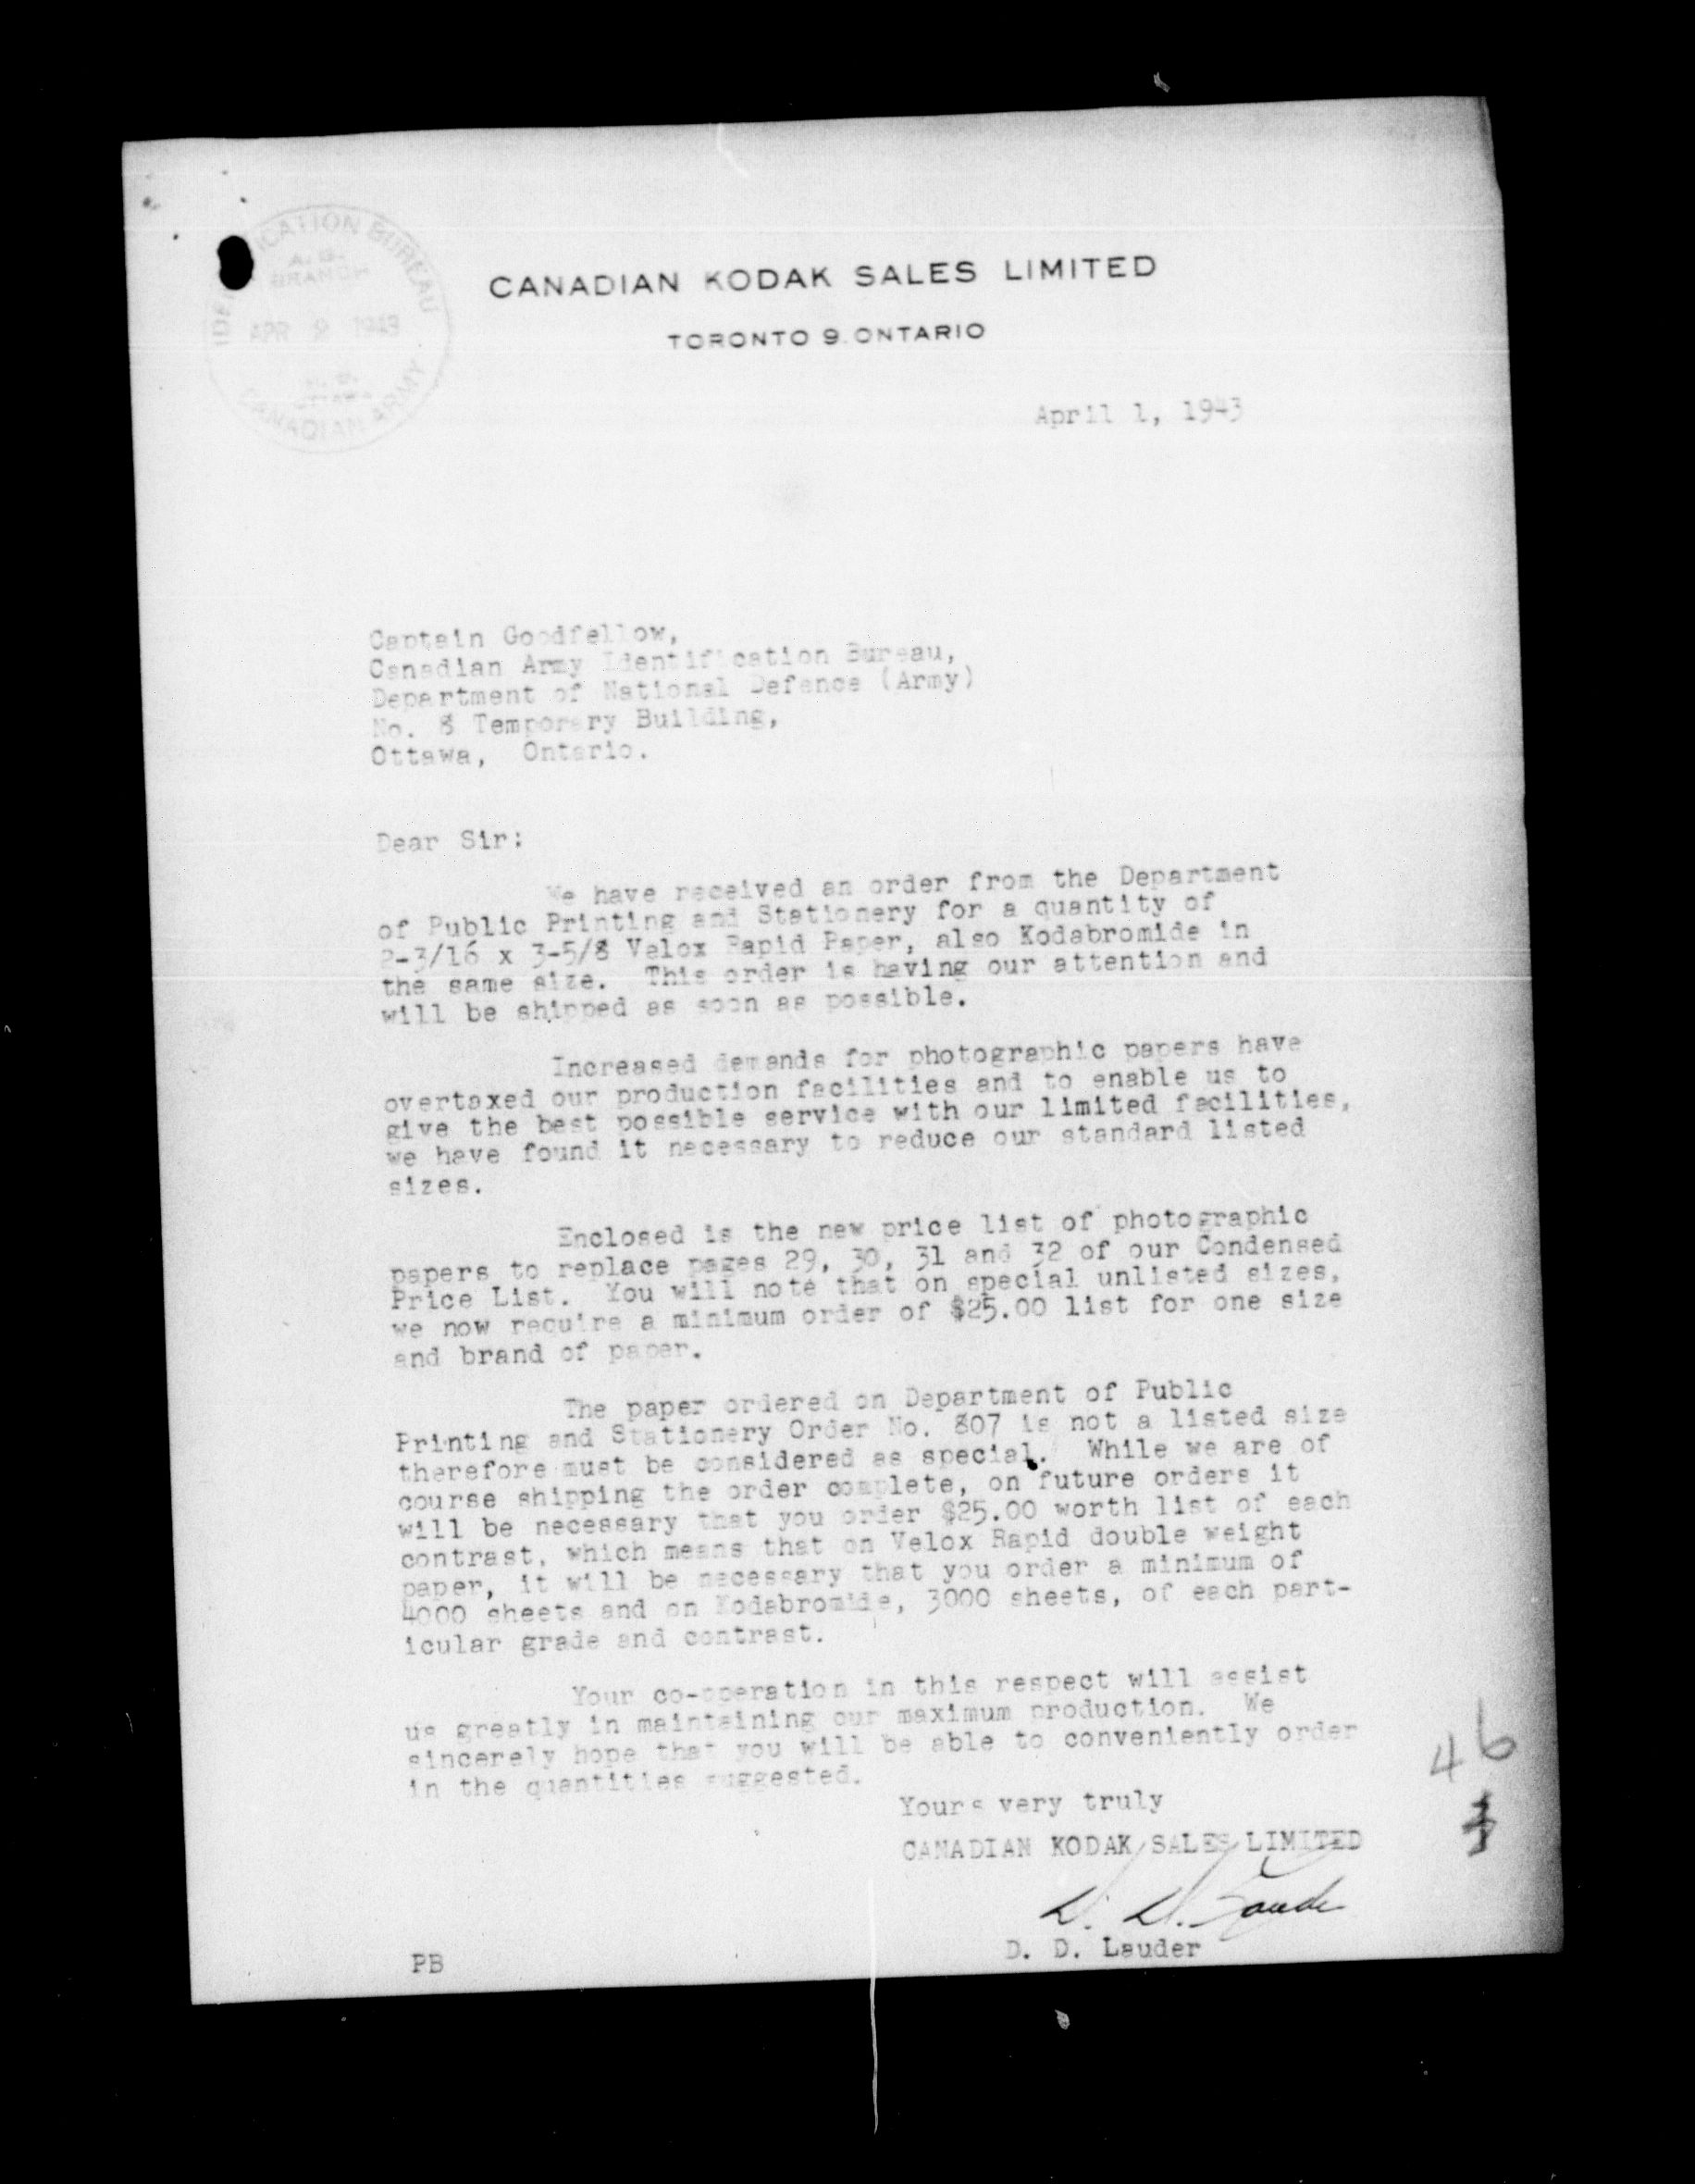 IDENTIFICATION BUREAU
A.G.
BRANCH
APR 2 1943
OTTAWA
CANADIAN ARMY
CANADIAN KODAK SALES LIMITED
TORONTO 9, ONTARIO
April 1, 1943
Captain Goodfellow,
Canadian Army Identification Bureau,
Department of National Defence (Army)
No. 8 Temporary Building,
Ottawa, Ontario.
Dear Sir:
We have received an order from the Department
of Public Printing and Stationery for a quantity of
2-3/16 x 3-5/8 Velox Rapid Paper, also Kodabromide in
the same size. This order is having our attention and
will be shipped as soon as possible.
Increased demands for photographic papers have
overtaxed our production facilities and to enable us to
give the best possible service with our limited facilities,
we have found it necessary to reduce our standard listed
sizes.
Enclosed is the new price list of photographic
papers to replace pages 29, 30, 31 and 32 of our Condensed
Price List. You will note that on special unlisted sizes,
we now require a minimum order of $25.00 list for one size
and brand of paper.
The paper ordered on Department of Public
Printing and Stationery Order No. 807 is not a listed size
therefore must be considered as special. While we are of
course shipping the order complete, on future orders it
will be necessary that you order $25.00 worth list of each
contrast, which means that on Velox Rapid double weight
paper, it will be necessary that you order a minimum of
4000 sheets and on Kodabromide, 3000 sheets, of each part-
icular grade and contrast.
Your co-operation in this respect will assist
us greatly in maintaining our maximum production. We
sincerely hope that you will be able to conveniently order
in the quantities suggested.
46
Yours very truly
CANADIAN KODAK SALES LIMITED
D. D. Lauder
D. D. Lauder
PB